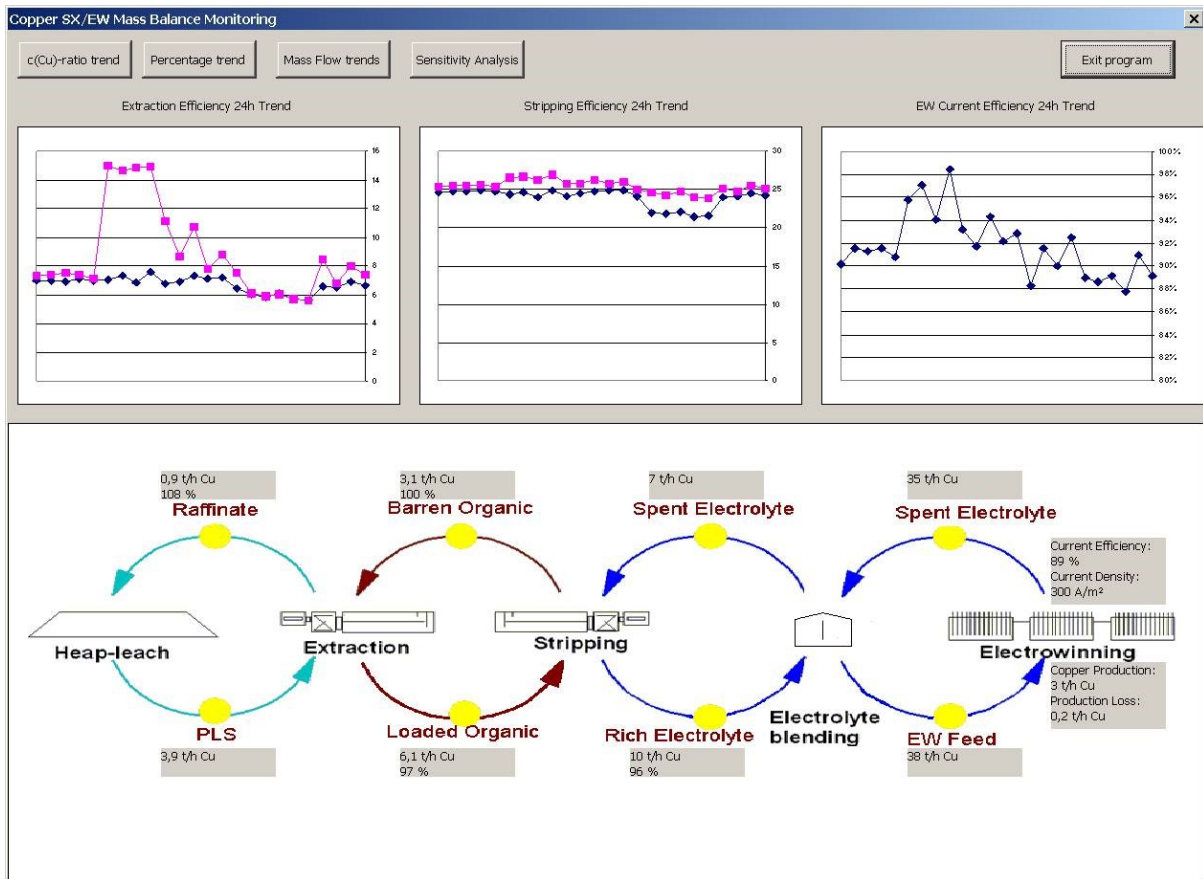 Copper SX/EW Mass Balance Monitoring
c(Cu)-ratio trend
Percentage trend
Mass Flow trends
Sensitivity Analysis
Exit program
Extraction Efficiency 24h Trend
Stripping Efficiency 24h Trend
EW Current Efficiency 24h Trend
16
14
12
10
8
6
4
2
0
30
25
20
15
10
5
0
100%
98%
96%
94%
92%
90%
88%
86%
84%
82%
80%
0,9 t/h Cu
108 %
Raffinate
3,1 t/h Cu
100 %
Barren Organic
7 t/h Cu
Spent Electrolyte
35 t/h Cu
Spent Electrolyte
Current Efficiency:
89 %
Current Density:
300 A/m²
Heap-leach
Extraction
Stripping
Electrolyte
blending
Electrowinning
Copper Production:
3 t/h Cu
Production Loss:
0,2 t/h Cu
PLS
3,9 t/h Cu
Loaded Organic
6,1 t/h Cu
97 %
Rich Electrolyte
10 t/h Cu
96 %
EW Feed
38 t/h Cu